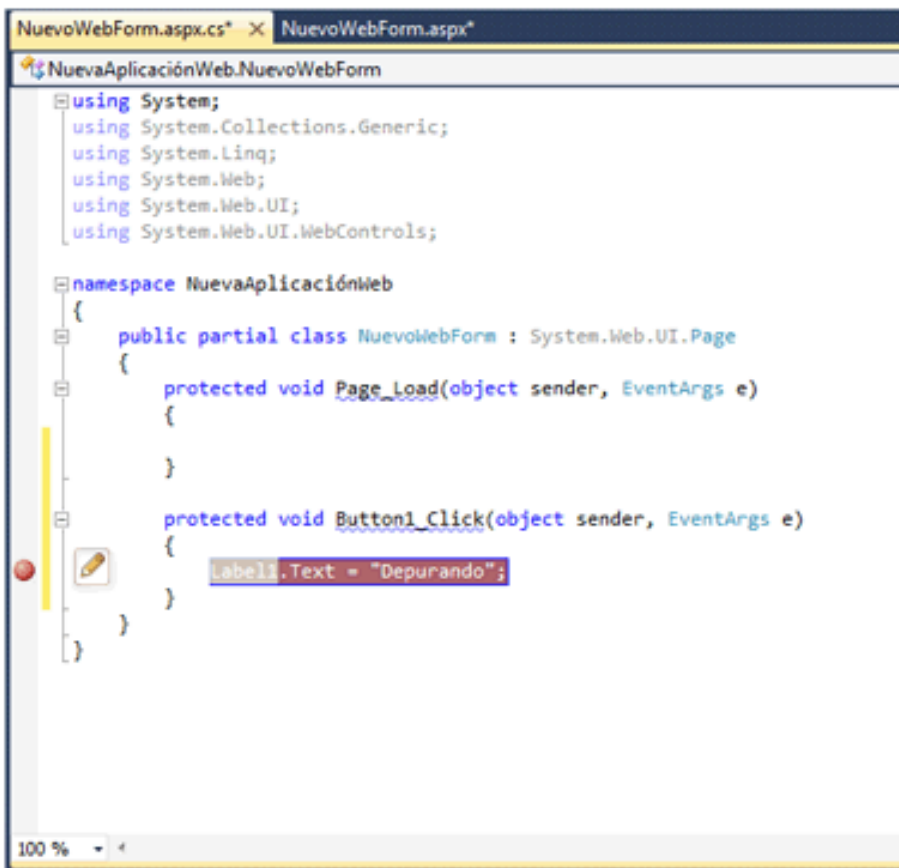 NuevoWebForm.aspx.cs* NuevoWebForm.aspx*
NuevaAplicaciónWeb.NuevoWebForm
using System;
using System.Collections.Generic;
using System.Linq;
using System.Web;
using System.Web.UI;
using System.Web.UI.WebControls;
namespace NuevaAplicaciónWeb
{
public partial class NuevoWebForm : System.Web.UI.Page
{
protected void Page_Load(object sender, EventArgs e)
{
}
protected void Button1_Click(object sender, EventArgs e)
{
Label1.Text = "Depurando";
}
}
}
100 %